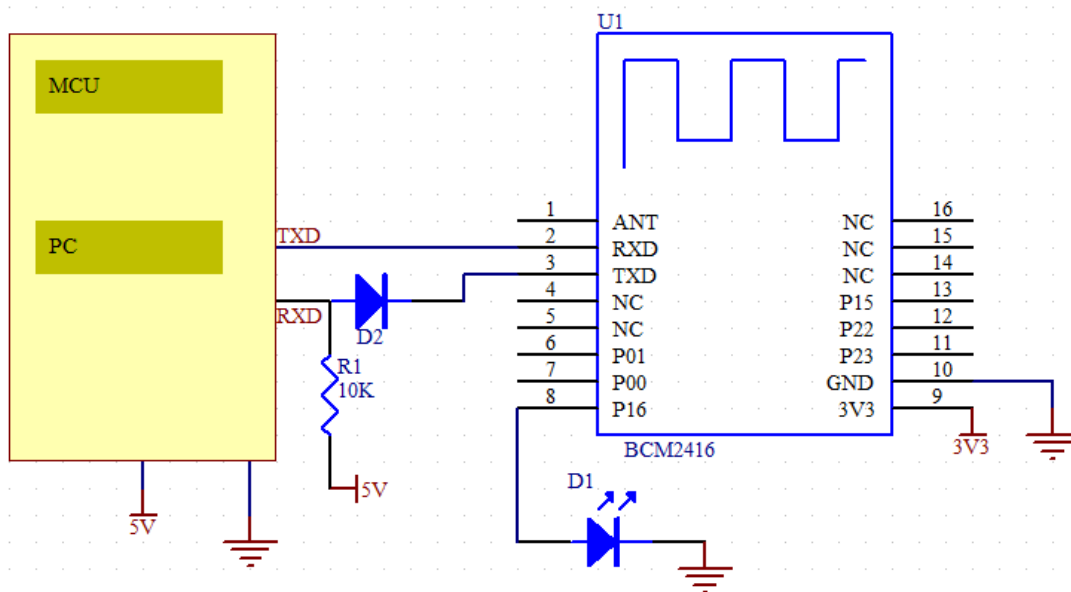 U1
MCU
PC
TXD
RXD
D2
R1
10K
5V
5V
1 ANT
2 RXD
3 TXD
4 NC
5 NC
6 P01
7 P00
8 P16
NC 16
NC 15
NC 14
P15 13
P22 12
P23 11
GND 10
3V3 9
3V3
BCM2416
D1